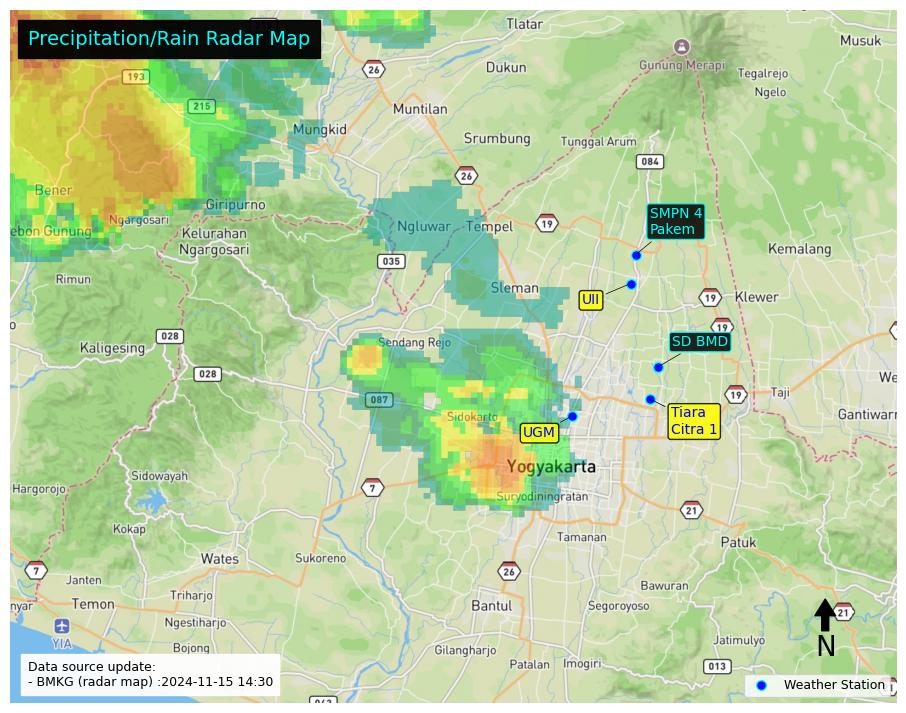 Precipitation/Rain Radar Map
Tlatar
Musuk
26
Dukun
Gunung Merapi
Tegalrejo
193
Ngelo
215
Muntilan
Mungkid
Srumbung
Tunggal Arum
084
26
Bener
Giripurno
SMPN 4
Pakem
Ngargosari
Ngluwar
Tempel
19
ebon Gunung
Kelurahan
Ngargosari
Kemalang
035
Rimun
Sleman
UII
19
Klewer
19
028
Kaligesing
Sendang Rejo
SD BMD
028
We
087
19
Taji
Sidokarto
Tiara
Citra 1
Gantiwarn
UGM
Yogyakarta
Sidowayah
Hargorojo
7
Suryodiningratan
21
Kokap
Tamanan
Patuk
Wates
Sukoreno
7
26
Janten
Bawuran
Triharjo
nyar
Temon
Bantul
Segoroyoso
21
Ngestiharjo
YIA
Jatimulyo
N
Bojong
Gilangharjo
Data source update:
- BMKG (radar map) :2024-11-15 14:30
Patalan
Imogiri
013
Weather Station